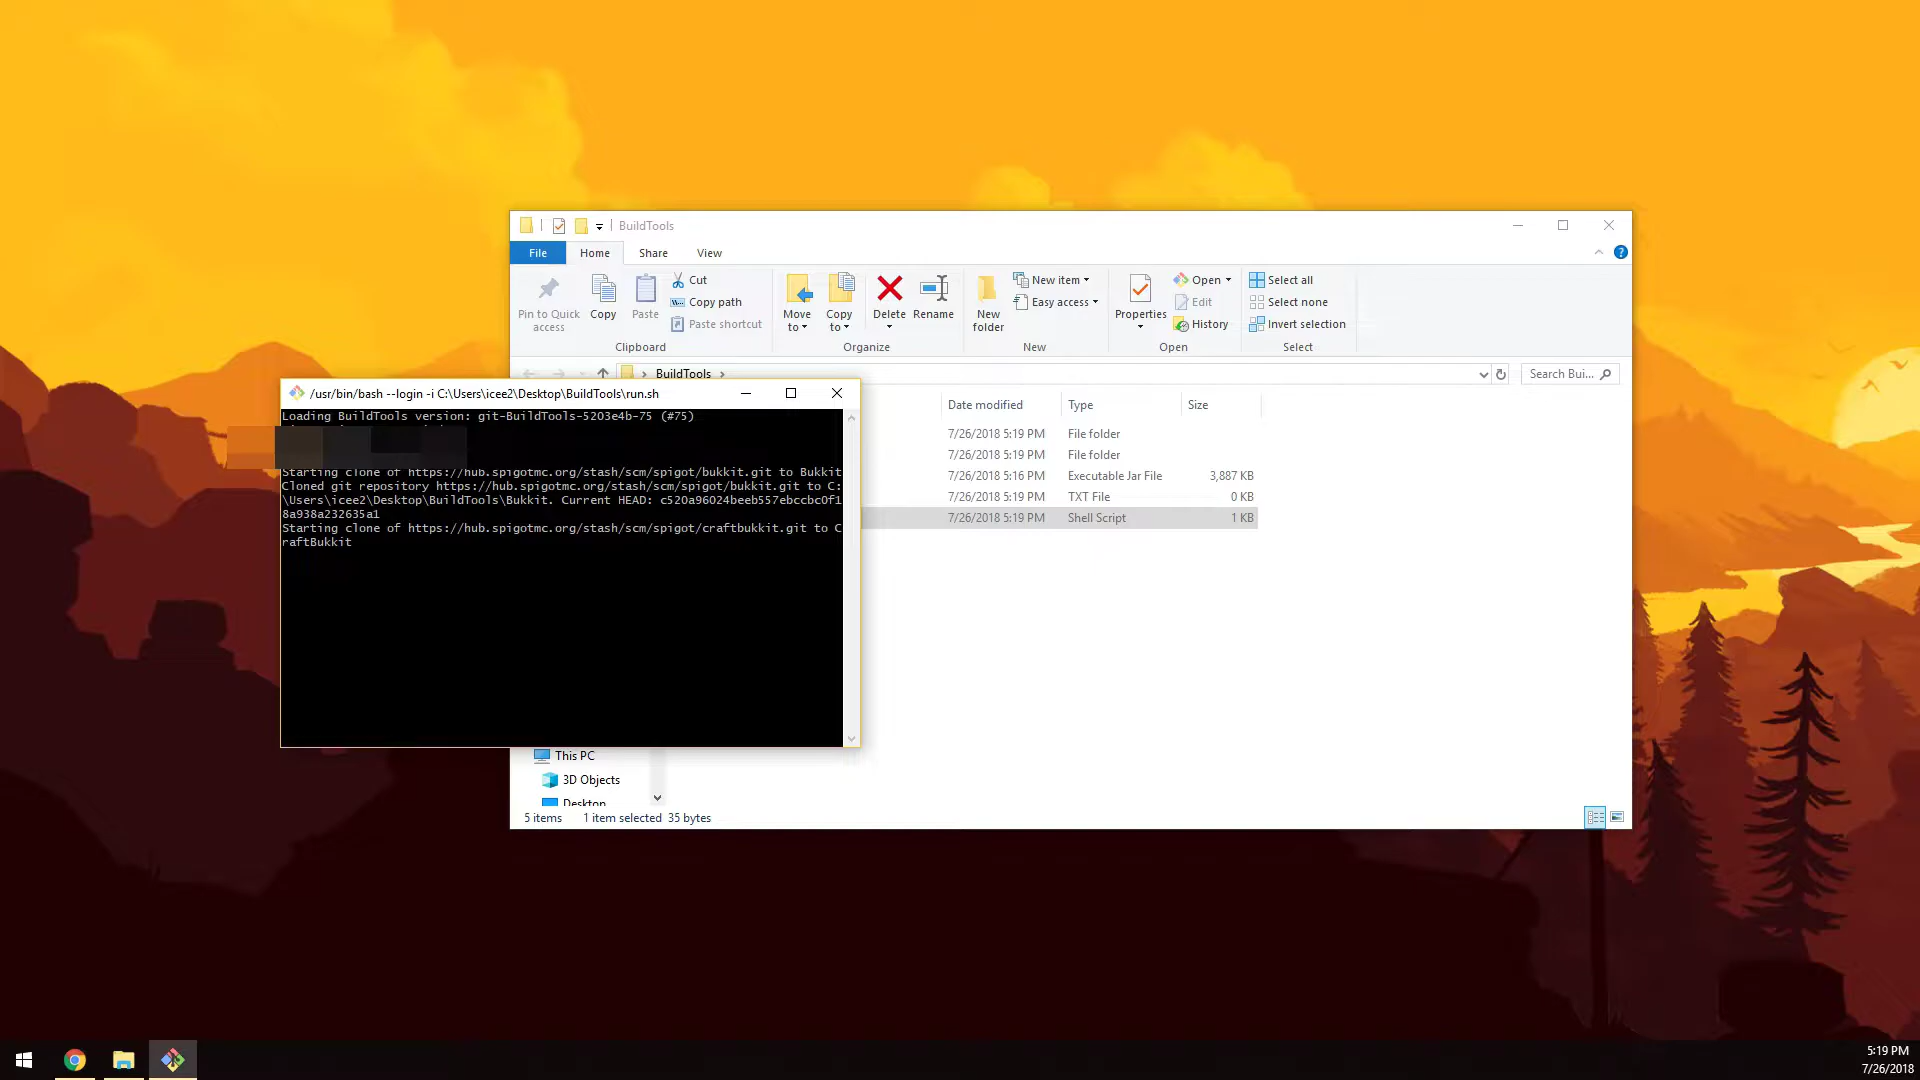 BuildTools
File
Home
Share
View
Pin to Quick access
Copy
Paste
Cut
Copy path
Paste shortcut
Clipboard
Move to
Copy to
Delete
Rename
Organize
New folder
New item
Easy access
New
Properties
Open
Edit
History
Open
Select all
Select none
Invert selection
Select
BuildTools
Search Bui...
/usr/bin/bash --login -i C:\Users\icee2\Desktop\BuildTools\run.sh
Loading BuildTools version: git-BuildTools-5203e4b-75 (#75)
Starting clone of https://hub.spigotmc.org/stash/scm/spigot/bukkit.git to Bukkit
Cloned git repository https://hub.spigotmc.org/stash/scm/spigot/bukkit.git to C:
\Users\icee2\Desktop\BuildTools\Bukkit. Current HEAD: c520a96024beeb557ebccbc0f1
8a938a232635a1
Starting clone of https://hub.spigotmc.org/stash/scm/spigot/craftbukkit.git to C
raftBukkit
Date modified Type Size
7/26/2018 5:19 PM File folder
7/26/2018 5:19 PM File folder
7/26/2018 5:16 PM Executable Jar File 3,887 KB
7/26/2018 5:19 PM TXT File 0 KB
7/26/2018 5:19 PM Shell Script 1 KB
This PC
3D Objects
Desktop
5 items 1 item selected 35 bytes
5:19 PM
7/26/2018